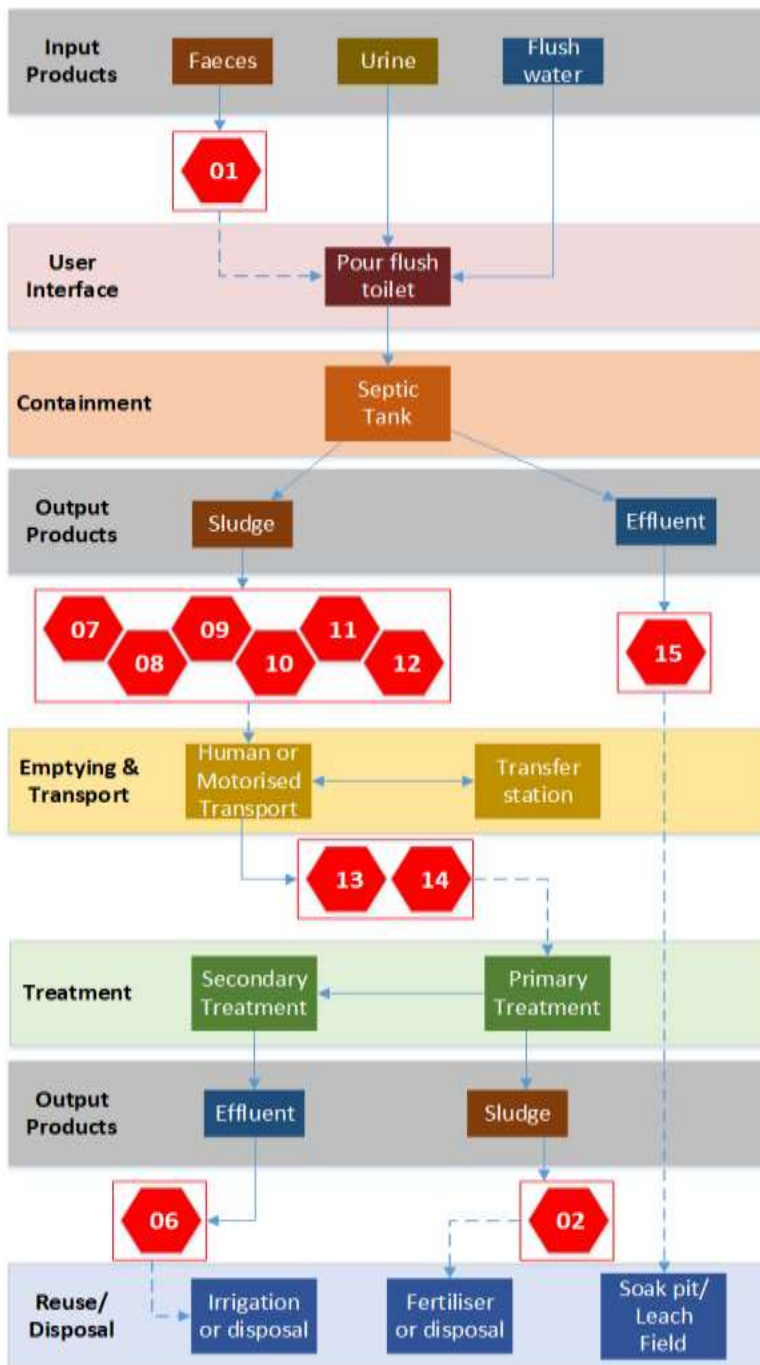 Input
Products
Faeces
Urine
Flush
water
01
User
Interface
Pour flush
toilet
Containment
Septic
Tank
Output
Products
Sludge
Effluent
07
08
09
10
11
12
15
Emptying &
Transport
Human or
Motorised
Transport
Transfer
station
13
14
Treatment
Secondary
Treatment
Primary
Treatment
Output
Products
Effluent
Sludge
06
02
Reuse/
Disposal
Irrigation
or disposal
Fertiliser
or disposal
Soak pit/
Leach
Field